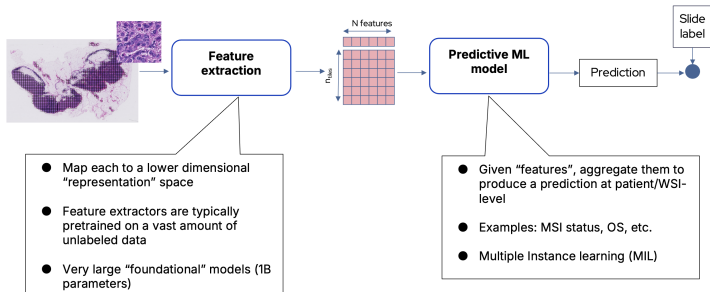 Slide
label
N features
Feature
extraction
n_tiles
Predictive ML
model
Prediction
● Map each to a lower dimensional
“representation” space
● Feature extractors are typically
pretrained on a vast amount of
unlabeled data
● Very large “foundational” models (1B
parameters)
● Given “features”, aggregate them to
produce a prediction at patient/WSI-
level
● Examples: MSI status, OS, etc.
● Multiple Instance learning (MIL)